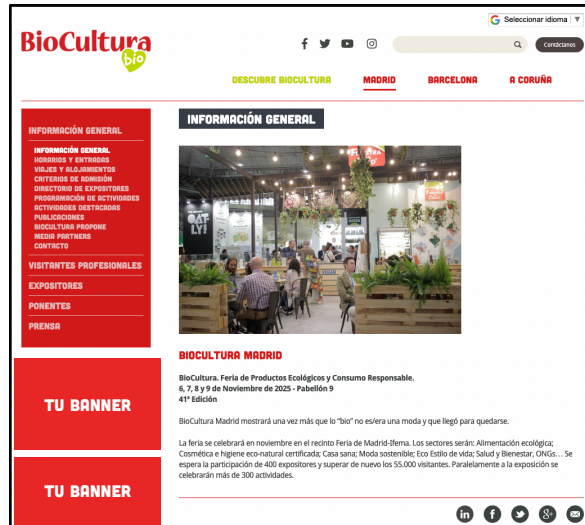 Seleccionar idioma
BioCultura
bio
Contáctanos
DESCUBRE BIOCULTURA
MADRID
BARCELONA
A CORUÑA
INFORMACIÓN GENERAL
INFORMACIÓN GENERAL
HORARIOS Y ENTRADAS
VIAJES Y ALOJAMIENTOS
CRITERIOS DE ADMISIÓN
DIRECTORIO DE EXPOSITORES
PROGRAMACIÓN DE ACTIVIDADES
ACTIVIDADES DESTACADAS
PUBLICACIONES
BIOCULTURA PROPONE
MEDIA PARTNERS
CONTACTO
VISITANTES PROFESIONALES
EXPOSITORES
PONENTES
PRENSA
TU BANNER
TU BANNER
INFORMACIÓN GENERAL
OAT-
LY!
VEGAN
BIOCULTURA MADRID
BioCultura. Feria de Productos Ecológicos y Consumo Responsable.
6, 7, 8 y 9 de Noviembre de 2025 - Pabellón 9
41ª Edición
BioCultura Madrid mostrará una vez más que lo "bio" no es/era una moda y que llegó para quedarse.
La feria se celebrará en noviembre en el recinto Feria de Madrid-Ifema. Los sectores serán: Alimentación ecológica;
Cosmética e higiene eco-natural certificada; Casa sana; Moda sostenible; Eco Estilo de vida; Salud y Bienestar, ONGs... Se
espera la participación de 400 expositores y superar de nuevo los 55.000 visitantes. Paralelamente a la exposición se
celebrarán más de 300 actividades.